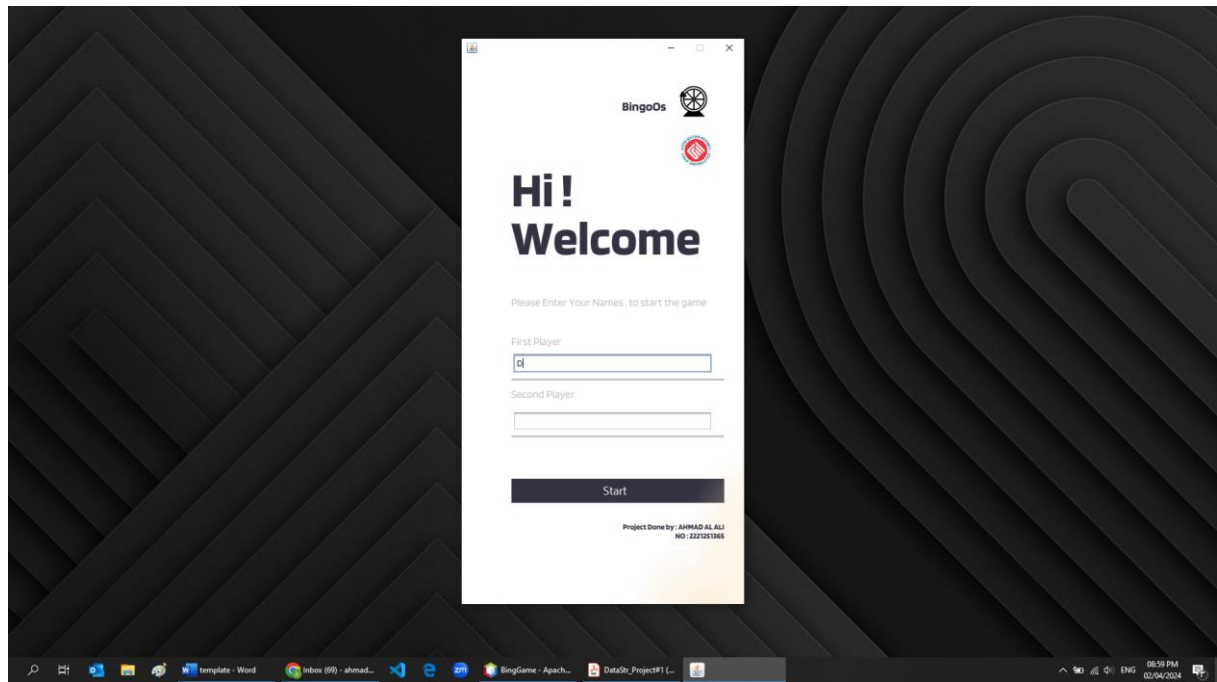 BingoOs
Hi !
Welcome
Please Enter Your Names , to start the game
First Player
D
Second Player
Start
Project Done by : AHMAD AL ALI
NO : 2221251365
template - Word
Inbox (69) - ahmad...
BingGame - Apach...
DataStr_Project#1 (...
ENG
08:59 PM
02/04/2024